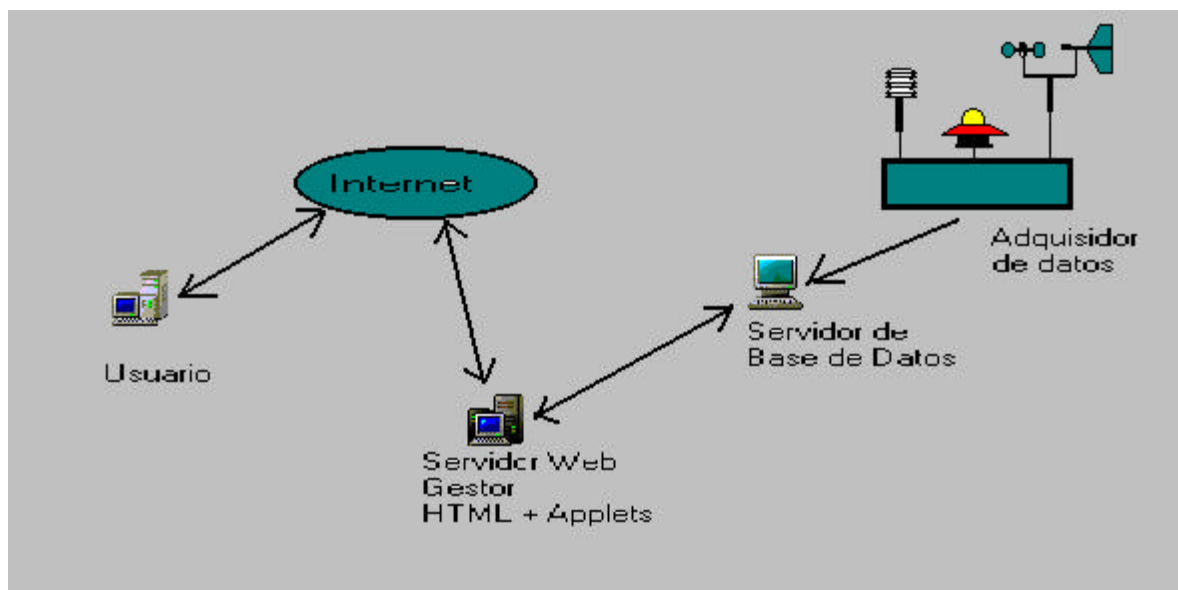 Internet
Adquisidor
de datos
Servidor de
Base de Datos
Usuario
Servidor Web
Gestor
HTML + Applets